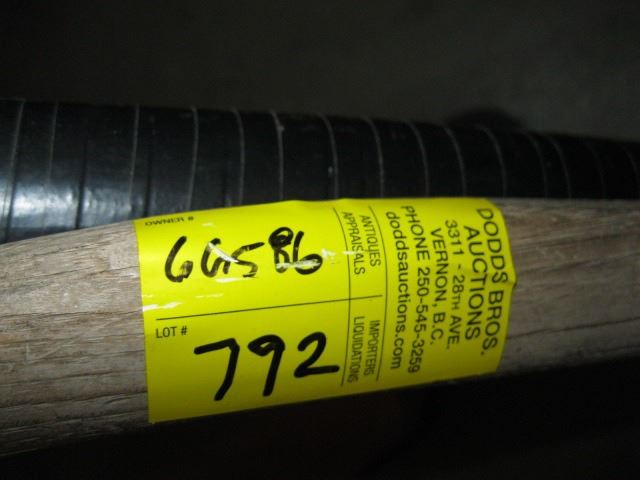 OWNER #
LOT #
792
ANTIQUES
APPRAISALS
IMPORTERS
LIQUIDATIONS
DODDS BROS.
AUCTIONS
3311 - 28TH AVE.
VERNON, B.C.
PHONE 250-545-3259
doddsauctions.com